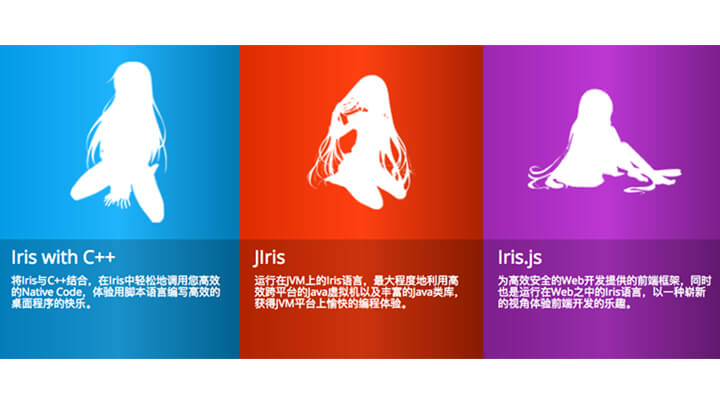 Iris with C++
将Iris与C++结合，在Iris中轻松地调用您高效
的Native Code，体验用脚本语言编写高效的
桌面程序的快乐。
JIris
运行在JVM上的Iris语言，最大程度地利用高
效跨平台的Java虚拟机以及丰富的Java类库，
获得JVM平台上愉快的编程体验。
Iris.js
为高效安全的Web开发提供的前端框架，同时
也是运行在Web之中的Iris语言，以一种崭新
的视角体验前端开发的乐趣。